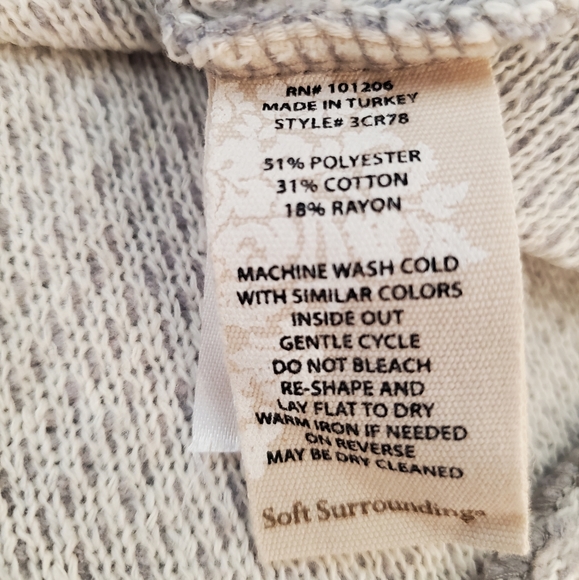 RN# 101206
MADE IN TURKEY
STYLE# 3CR78
51% POLYESTER
31% COTTON
18% RAYON
MACHINE WASH COLD
WITH SIMILAR COLORS
INSIDE OUT
GENTLE CYCLE
DO NOT BLEACH
RE-SHAPE AND
LAY FLAT TO DRY
WARM IRON IF NEEDED
ON REVERSE
MAY BE DRY CLEANED
Soft Surroundings